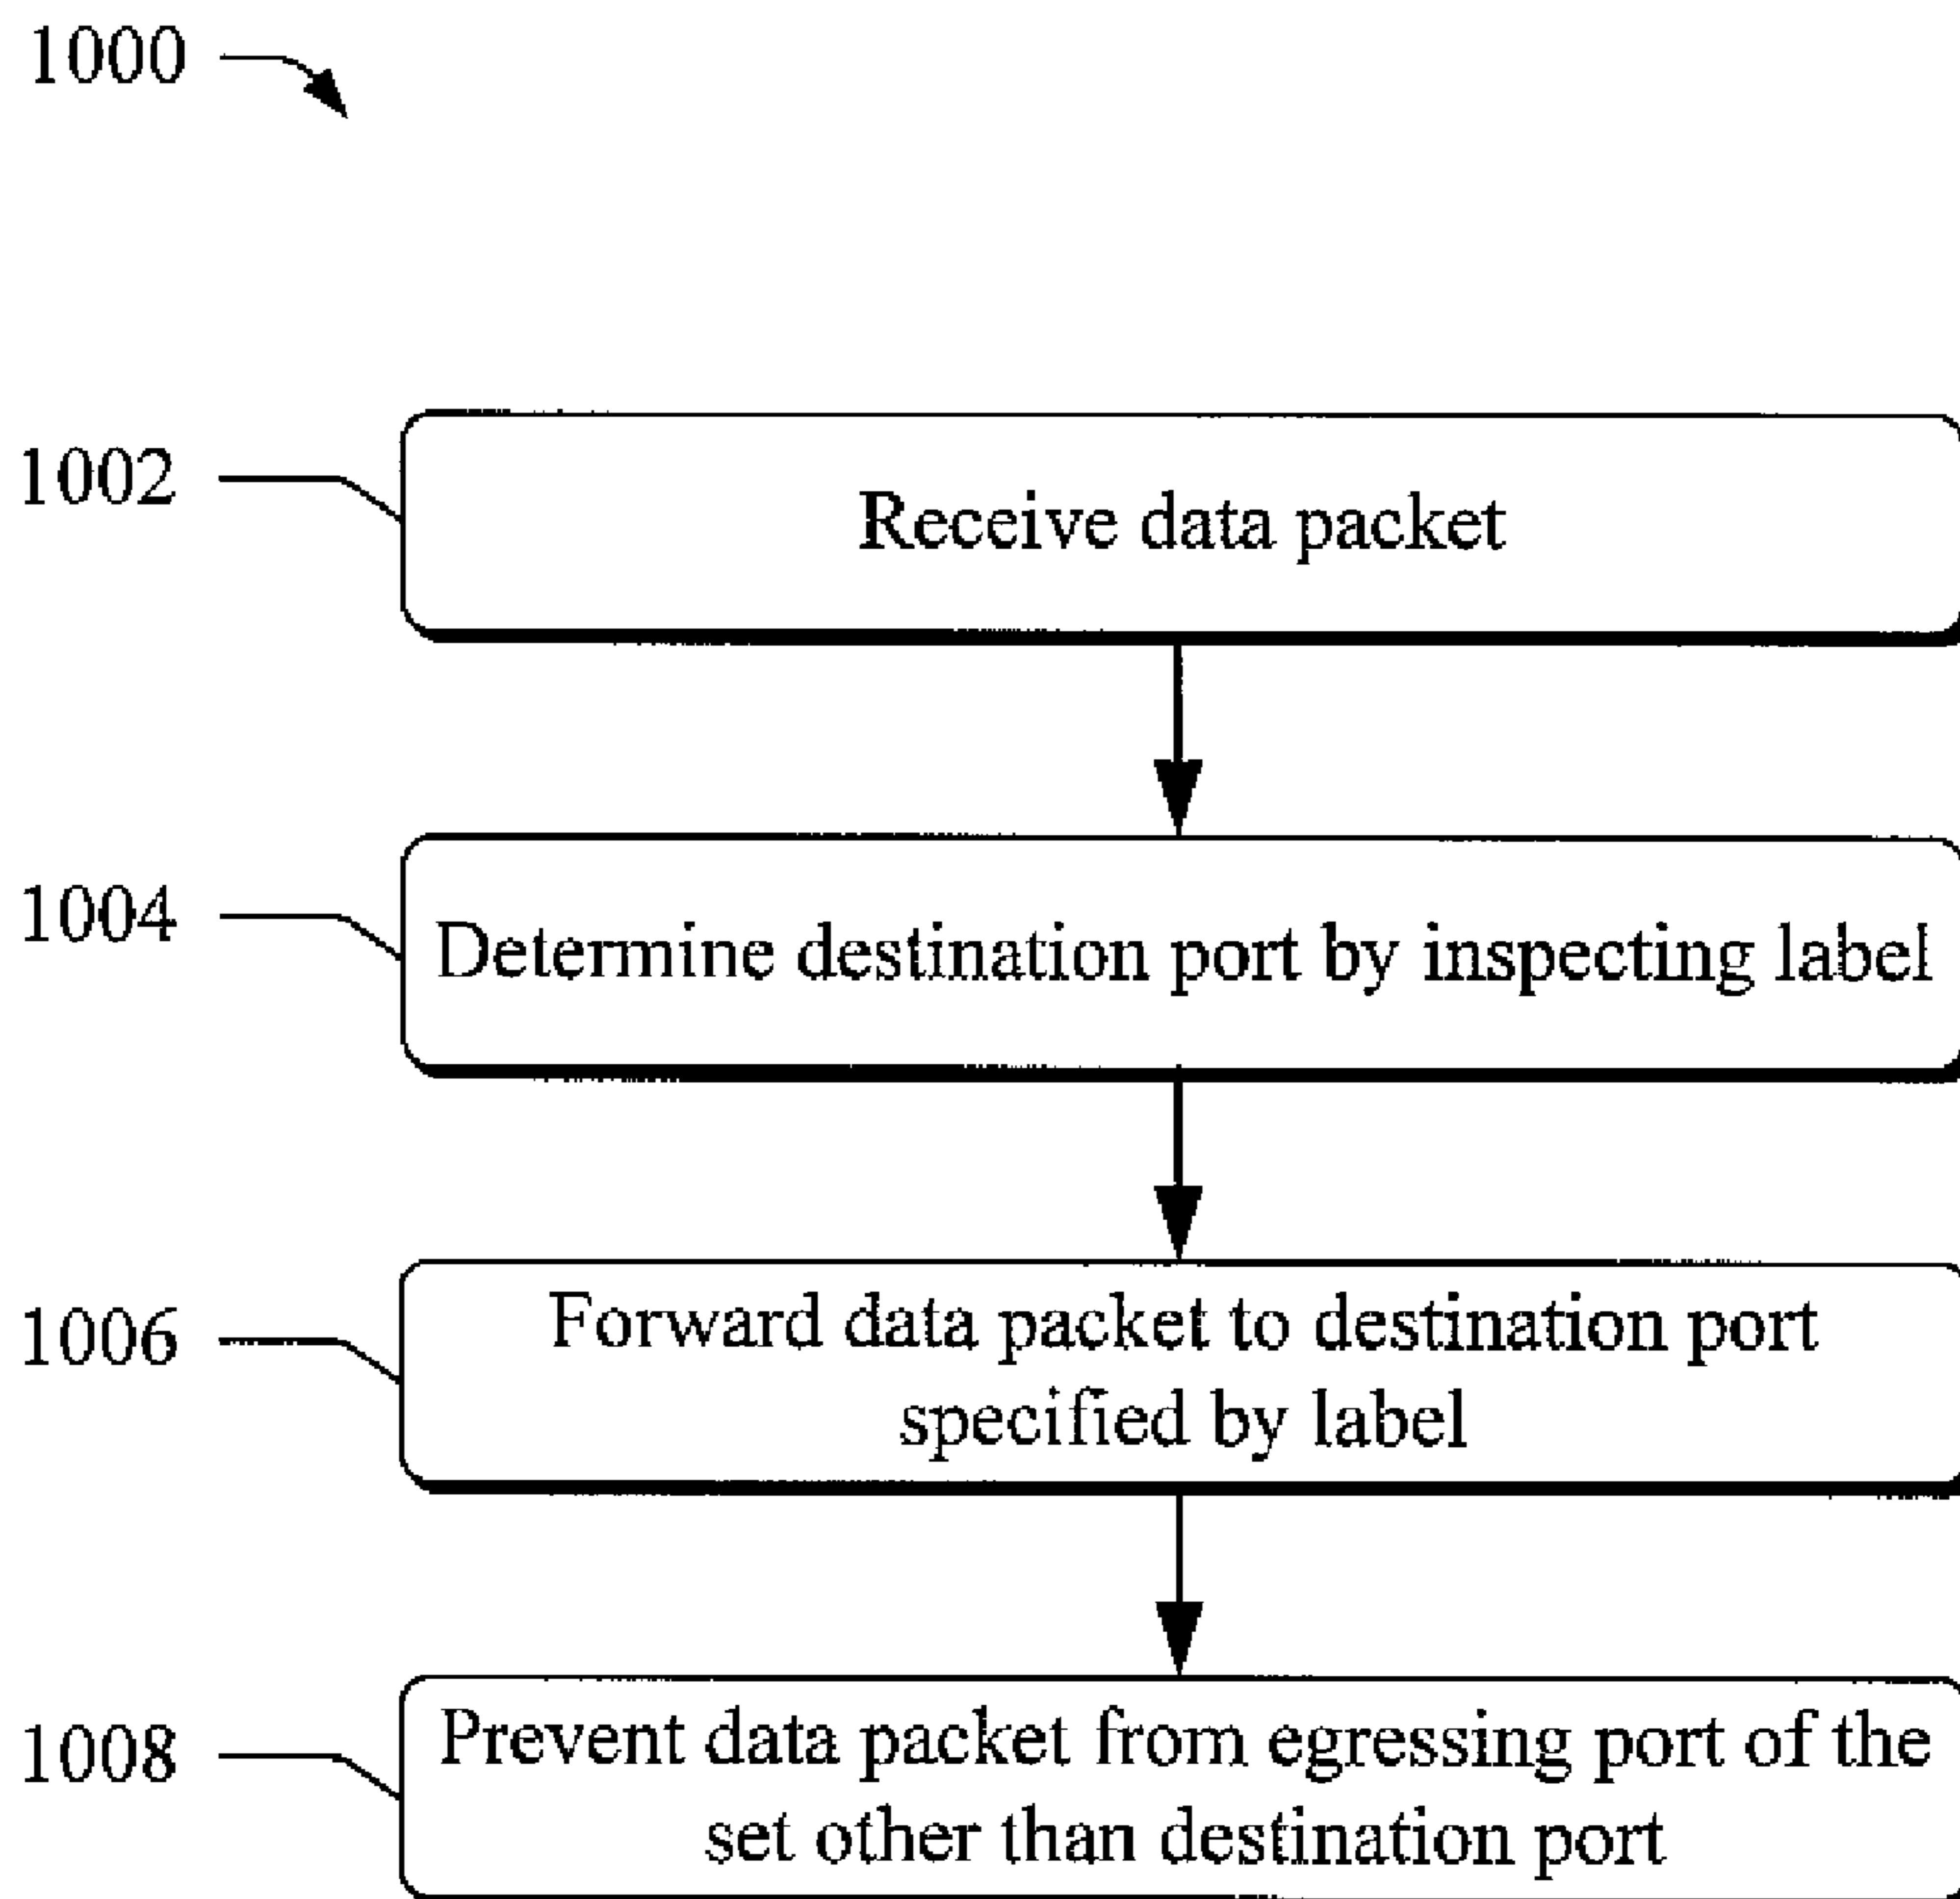 1000
1002
Receive data packet
1004
Determine destination port by inspecting label
1006
Forward data packet to destination port
specified by label
1008
Prevent data packet from egressing port of the
set other than destination port